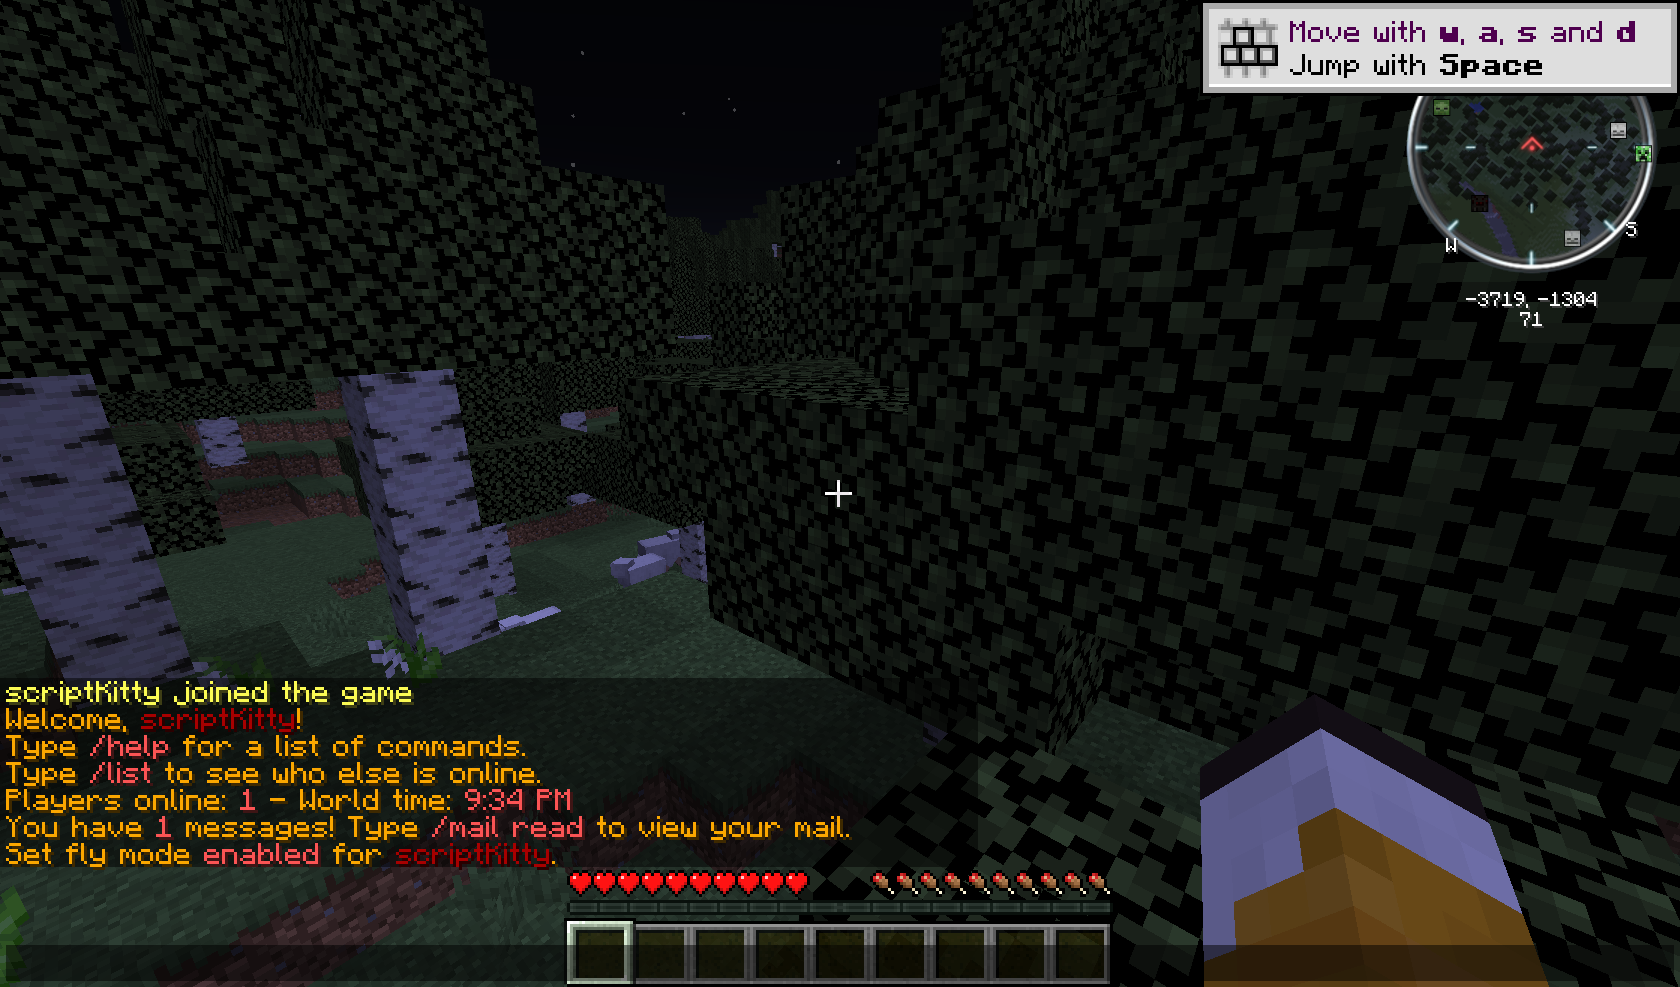 Move with w, a, s and d
Jump with Space
S
W
-3719, -1304
71
scriptKitty joined the game
Welcome, scriptKitty!
Type /help for a list of commands.
Type /list to see who else is online.
Players online: 1 - World time: 9:34 PM
You have 1 messages! Type /mail read to view your mail.
Set fly mode enabled for scriptKitty.